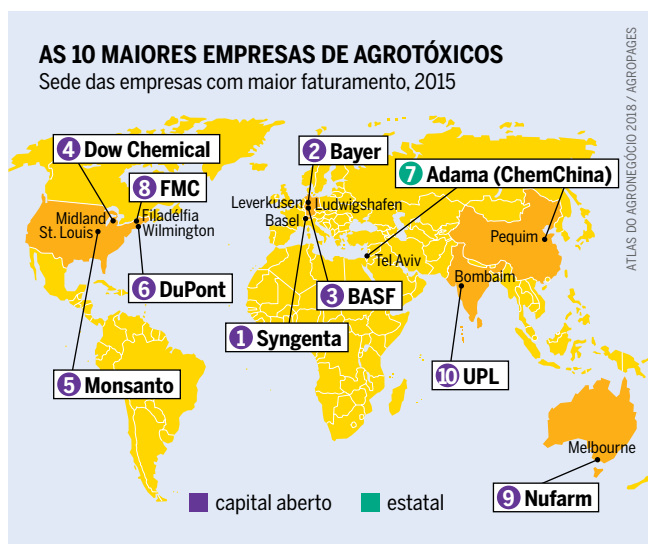 AS 10 MAIORES EMPRESAS DE AGROTÓXICOS
Sede das empresas com maior faturamento, 2015
ATLAS DO AGRONEGÓCIO 2018 / AGROPAGES
4 Dow Chemical
2 Bayer
7 Adama (ChemChina)
8 FMC
Leverkusen
Ludwigshafen
Midland
Filadélfia
Basel
St. Louis
Wilmington
Pequim
Tel Aviv
Bombaim
6 DuPont
3 BASF
1 Syngenta
5 Monsanto
10 UPL
Melbourne
9 Nufarm
capital aberto
estatal